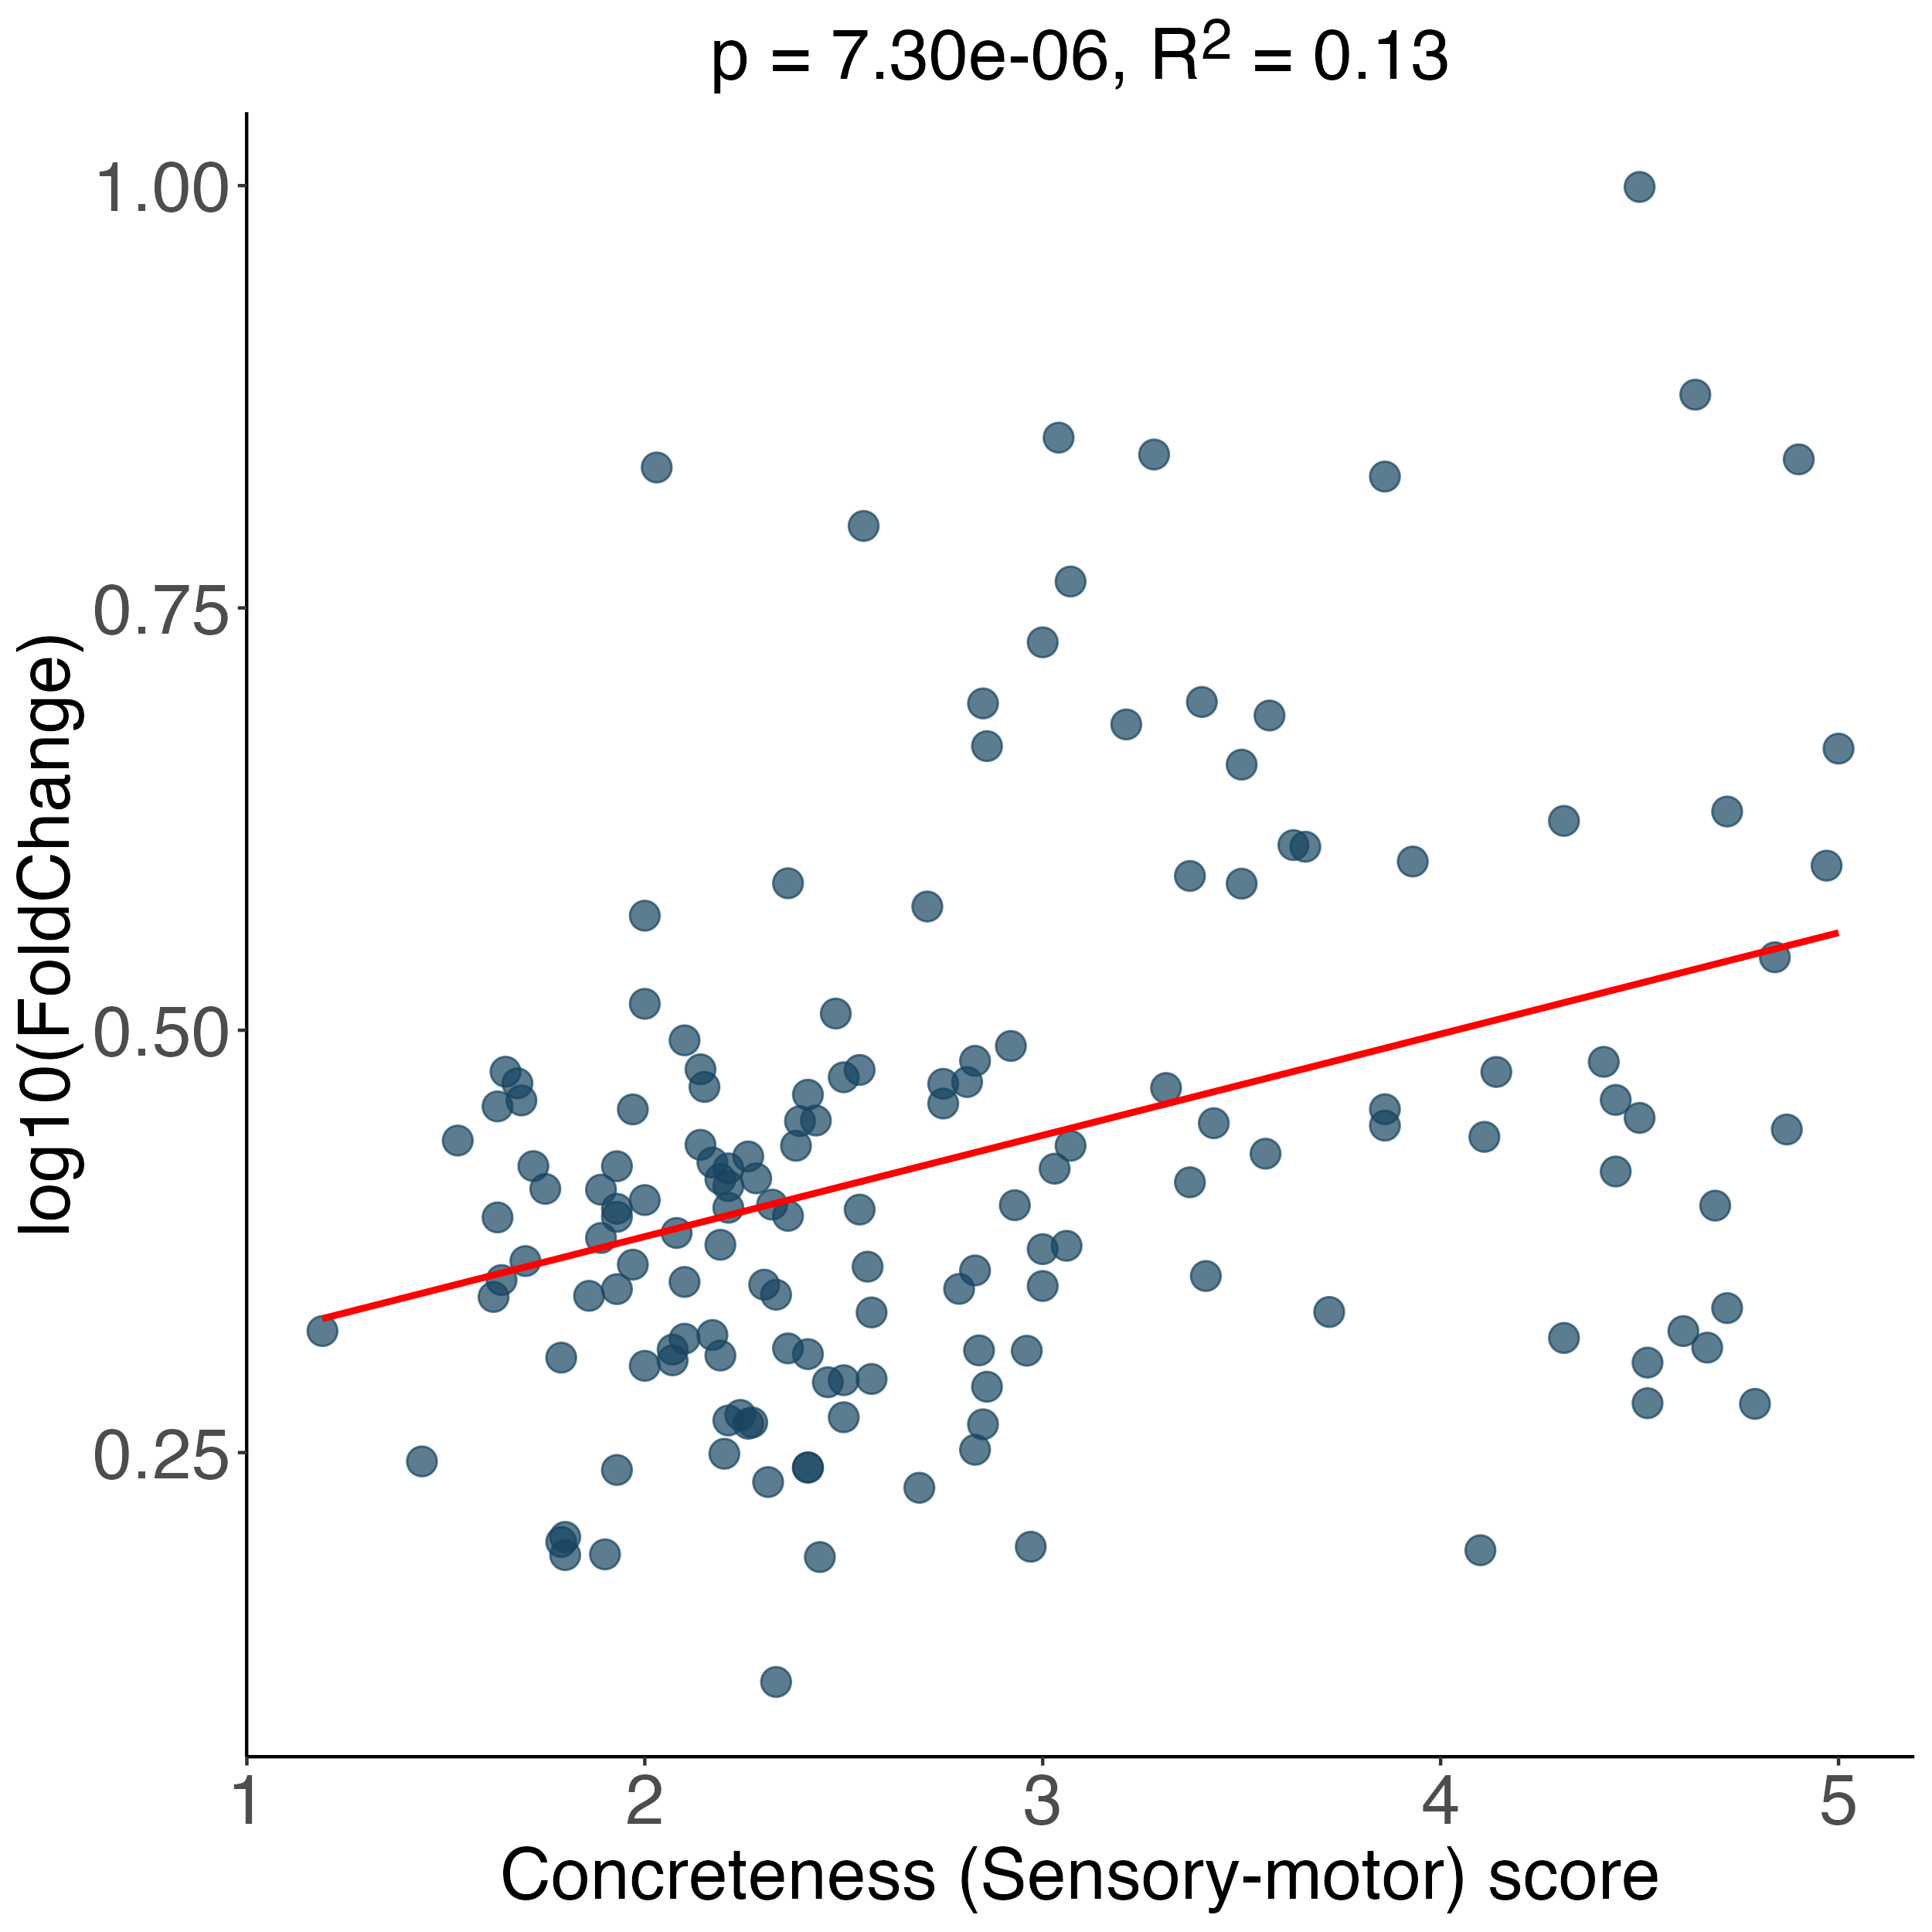 p = 7.30e-06, R² = 0.13
1.00
0.75
0.50
0.25
log10(FoldChange)
1 2 3 4 5
Concreteness (Sensory-motor) score